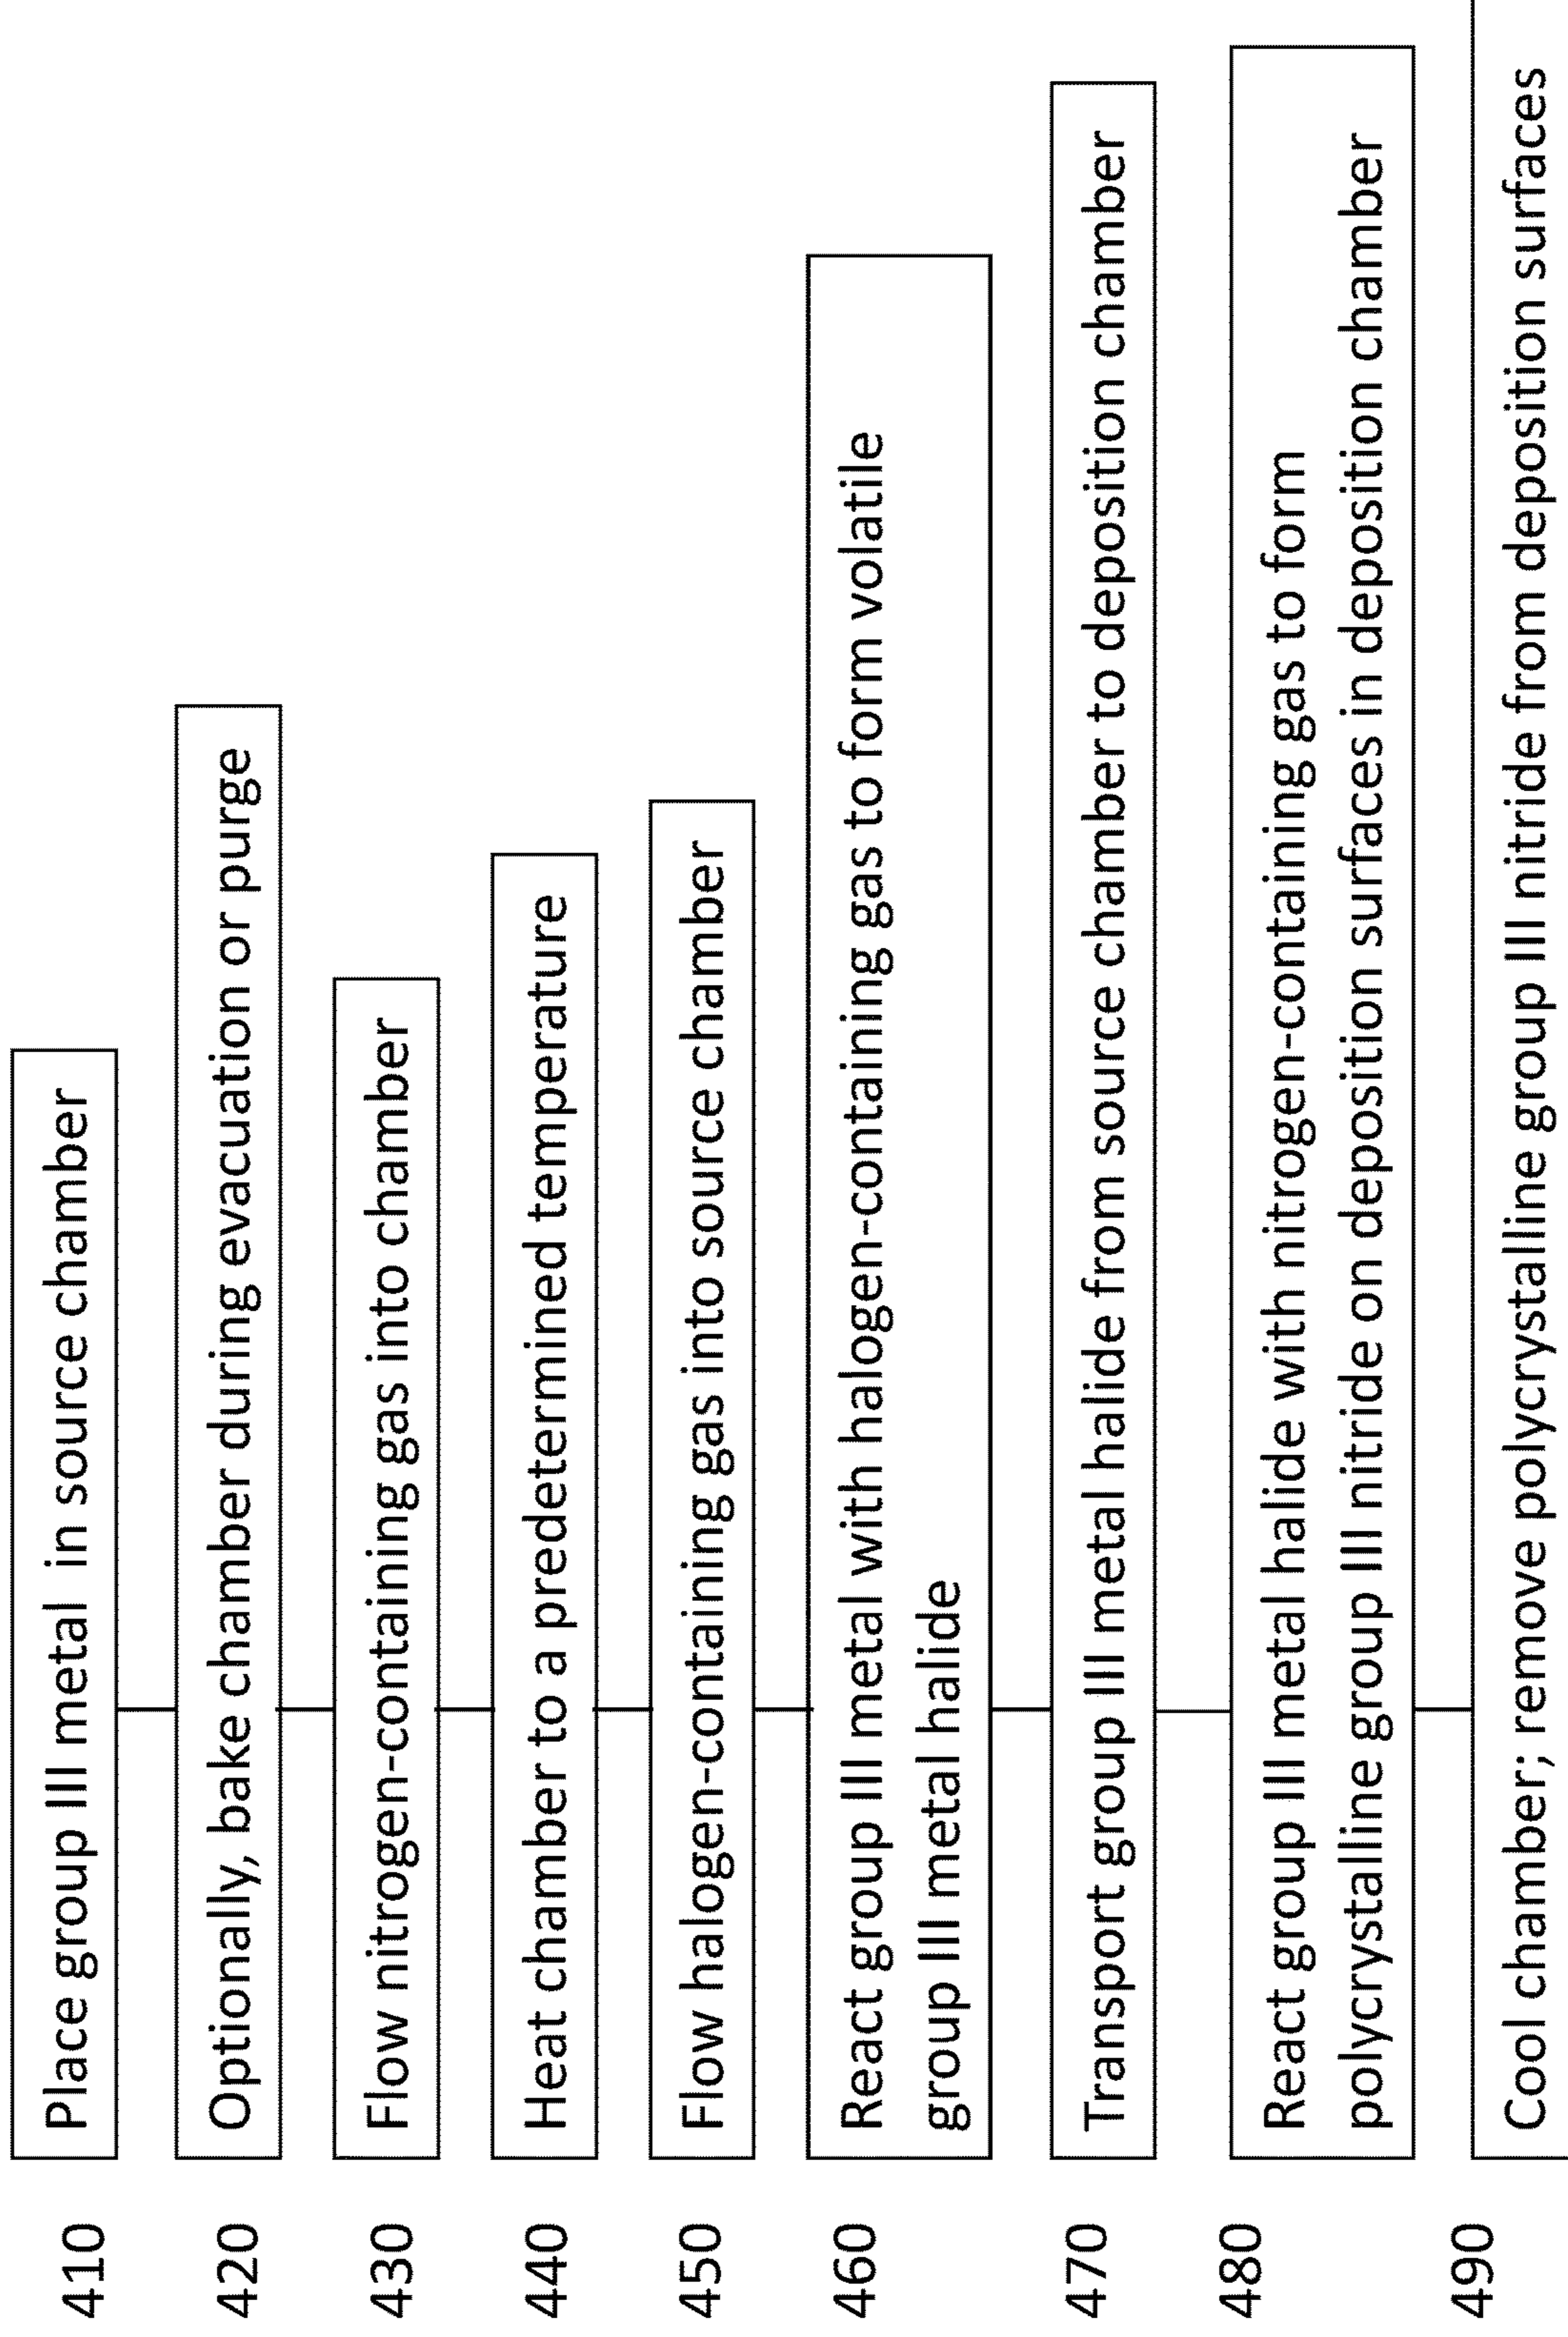 410 Place group III metal in source chamber
420 Optionally, bake chamber during evacuation or purge
430 Flow nitrogen-containing gas into chamber
440 Heat chamber to a predetermined temperature
450 Flow halogen-containing gas into source chamber
460 React group III metal with halogen-containing gas to form volatile
group III metal halide
470 Transport group III metal halide from source chamber to deposition chamber
480 React group III metal halide with nitrogen-containing gas to form
polycrystalline group III nitride on deposition surfaces in deposition chamber
490 Cool chamber; remove polycrystalline group III nitride from deposition surfaces